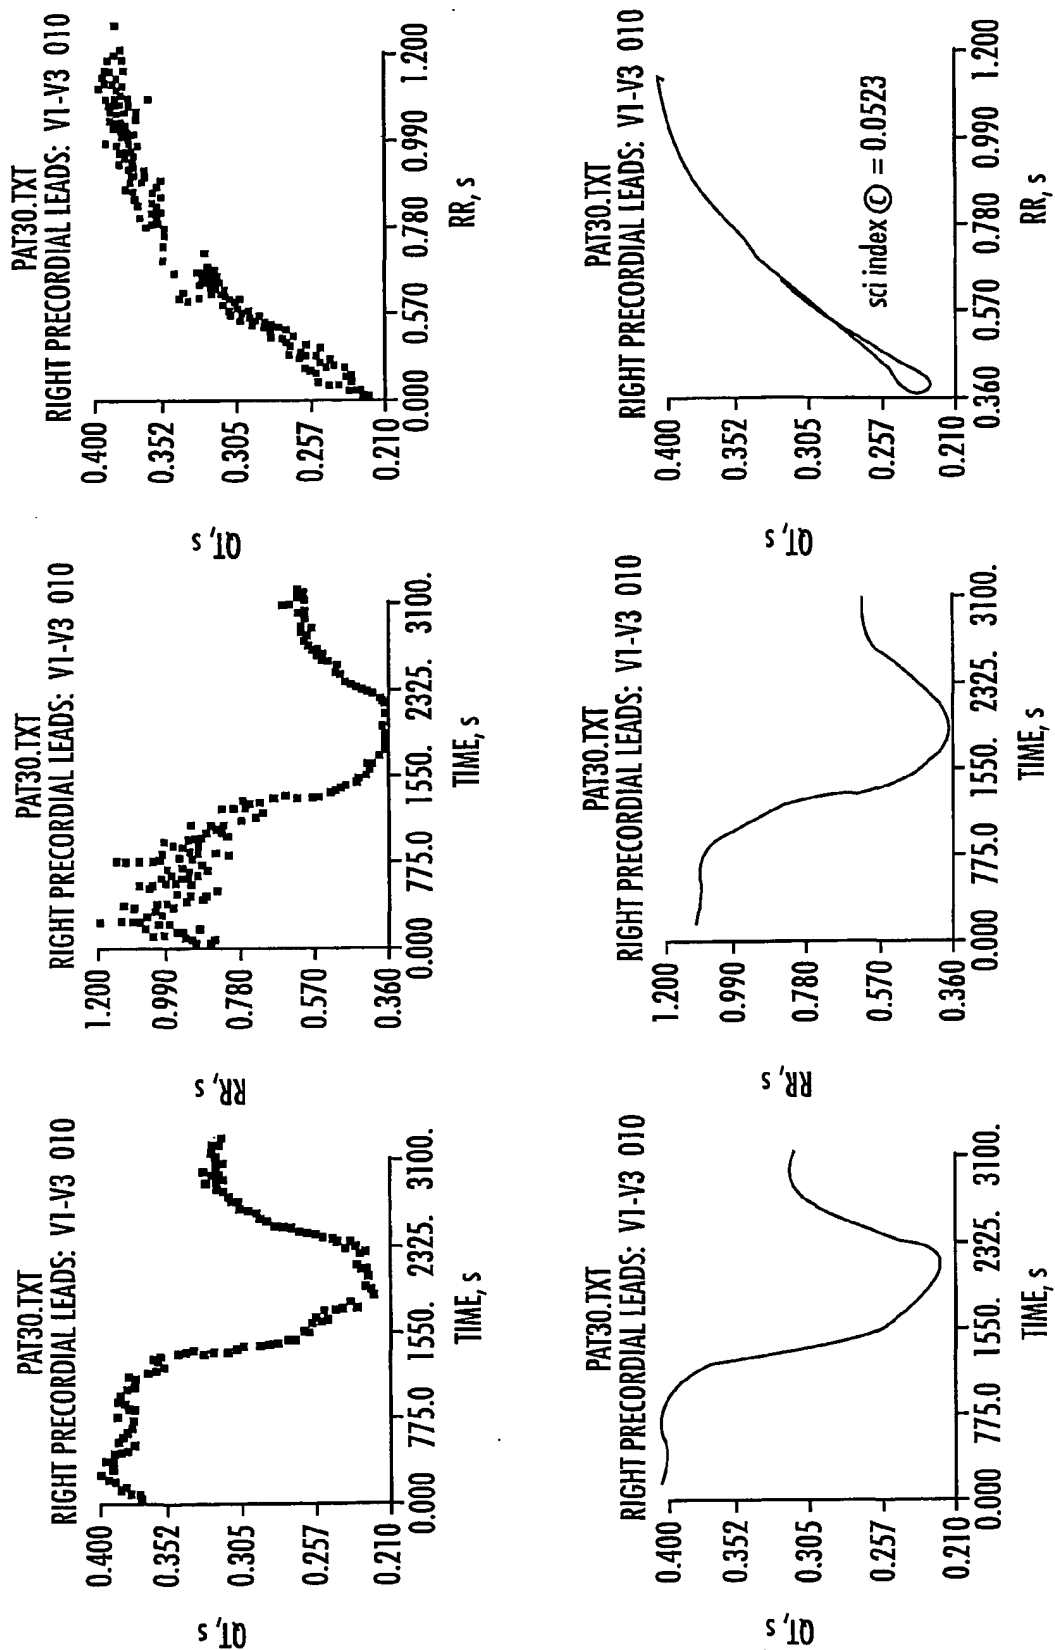 PAT30.TXT
RIGHT PRECORDIAL LEADS: V1-V3 010
QT, s
0.400
0.352
0.305
0.257
0.210
0.000 775.0 1550. 2325. 3100.
TIME, s
PAT30.TXT
RIGHT PRECORDIAL LEADS: V1-V3 010
RR, s
1.200
0.990
0.780
0.570
0.360
0.000 775.0 1550. 2325. 3100.
TIME, s
PAT30.TXT
RIGHT PRECORDIAL LEADS: V1-V3 010
QT, s
0.400
0.352
0.305
0.257
0.210
0.000 0.570 0.780 0.990 1.200
RR, s
PAT30.TXT
RIGHT PRECORDIAL LEADS: V1-V3 010
QT, s
0.400
0.352
0.305
0.257
0.210
0.000 775.0 1550. 2325. 3100.
TIME, s
PAT30.TXT
RIGHT PRECORDIAL LEADS: V1-V3 010
RR, s
1.200
0.990
0.780
0.570
0.360
0.000 775.0 1550. 2325. 3100.
TIME, s
PAT30.TXT
RIGHT PRECORDIAL LEADS: V1-V3 010
QT, s
0.400
0.352
0.305
0.257
0.210
sci index © = 0.0523
0.360 0.570 0.780 0.990 1.200
RR, s